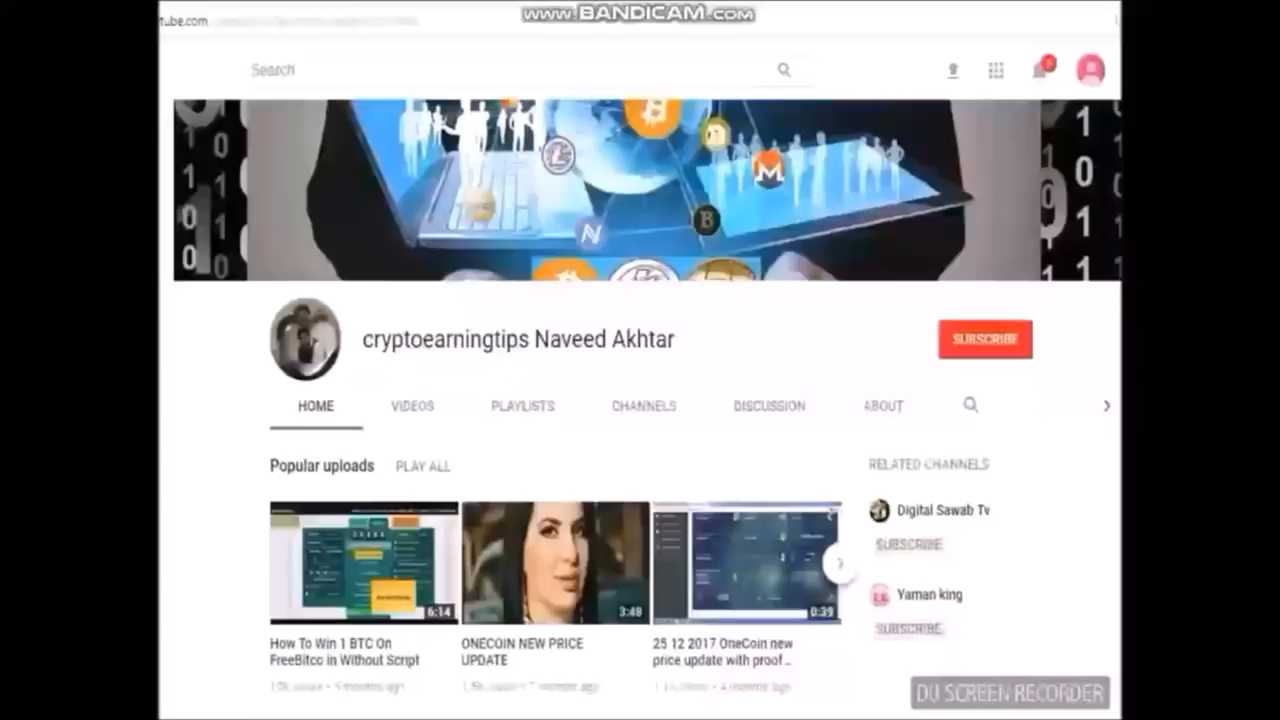 www.BANDICAM.com
tube.com
Search
cryptoearningtips Naveed Akhtar
SUBSCRIBE
HOME VIDEOS PLAYLISTS CHANNELS DISCUSSION ABOUT
Popular uploads PLAY ALL
RELATED CHANNELS
Digital Sawab Tv
SUBSCRIBE
Yaman king
SUBSCRIBE
6:14
3:48
0:39
How To Win 1 BTC On
FreeBitco in Without Script
ONECOIN NEW PRICE
UPDATE
25 12 2017 OneCoin new
price update with proof...
DU SCREEN RECORDER